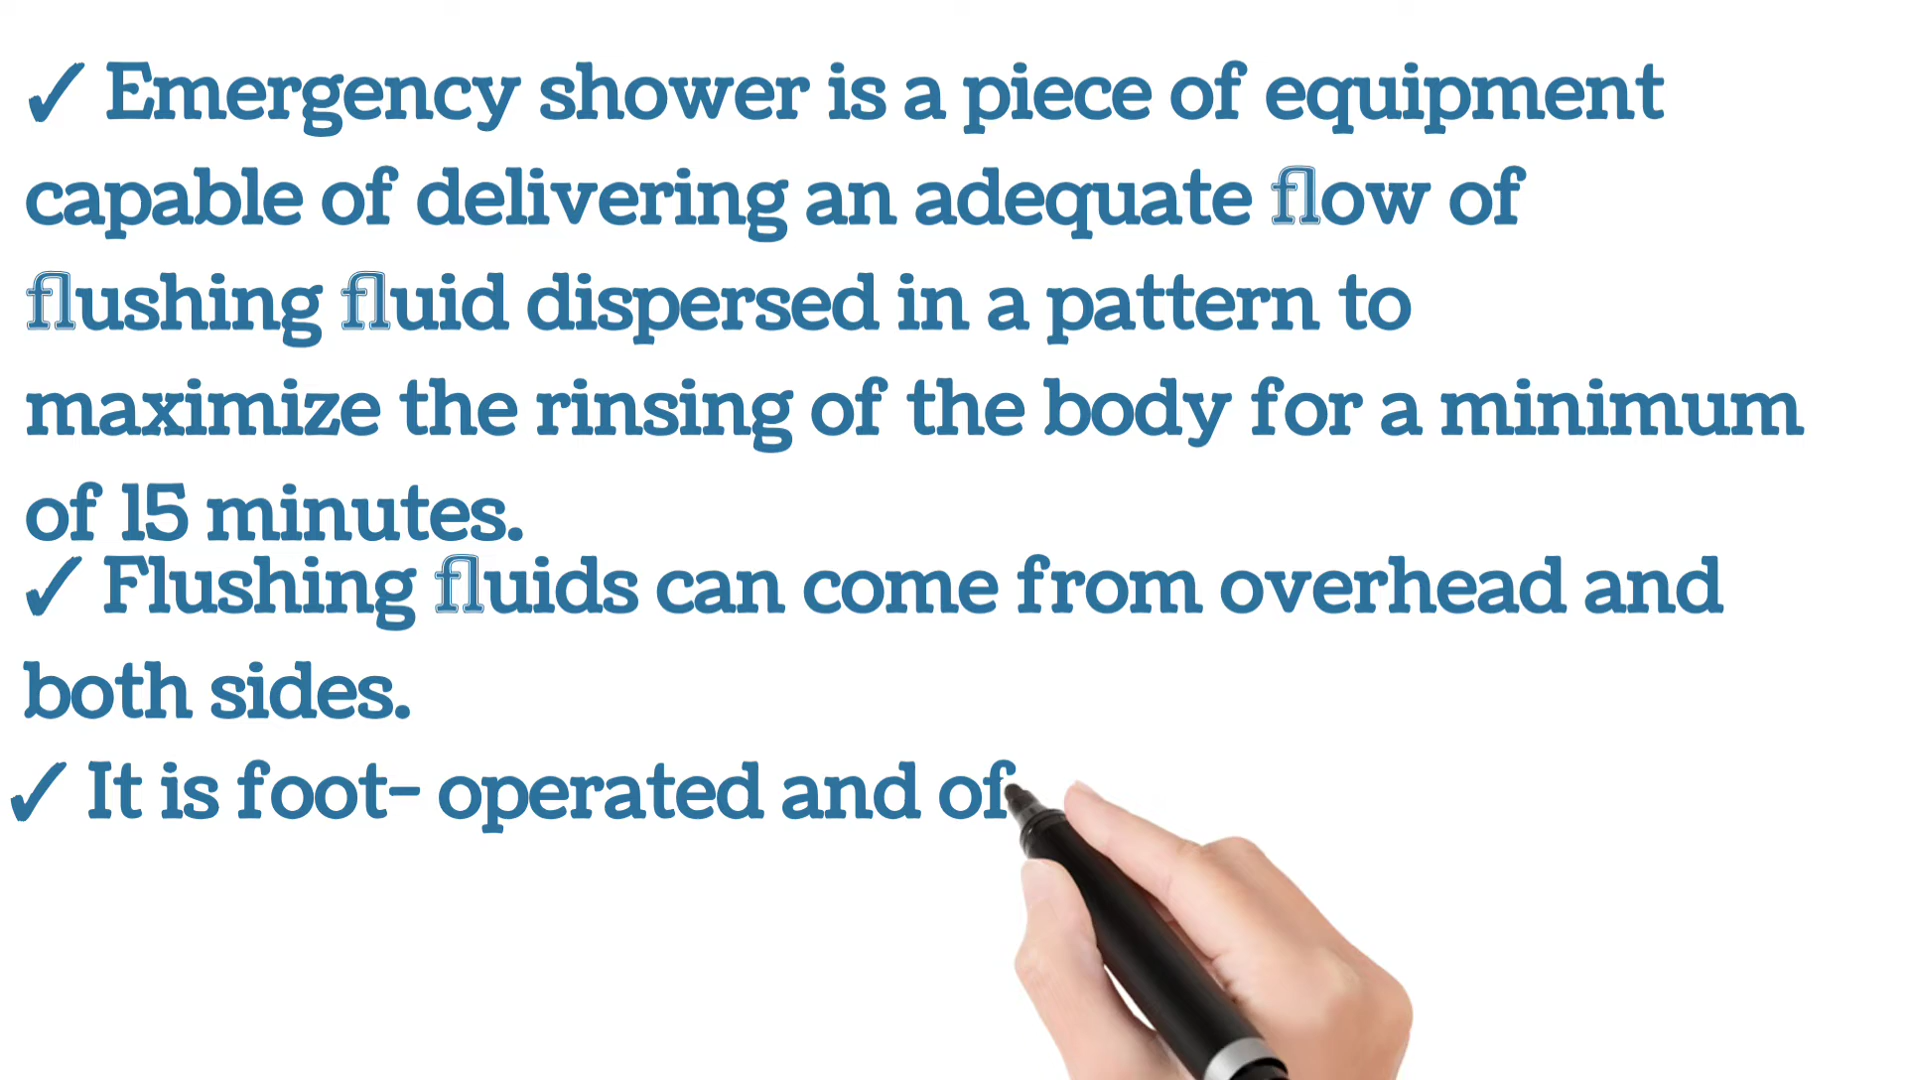 ✓ Emergency shower is a piece of equipment
capable of delivering an adequate flow of
flushing fluid dispersed in a pattern to
maximize the rinsing of the body for a minimum
of 15 minutes.
✓ Flushing fluids can come from overhead and
both sides.
✓ It is foot- operated and of